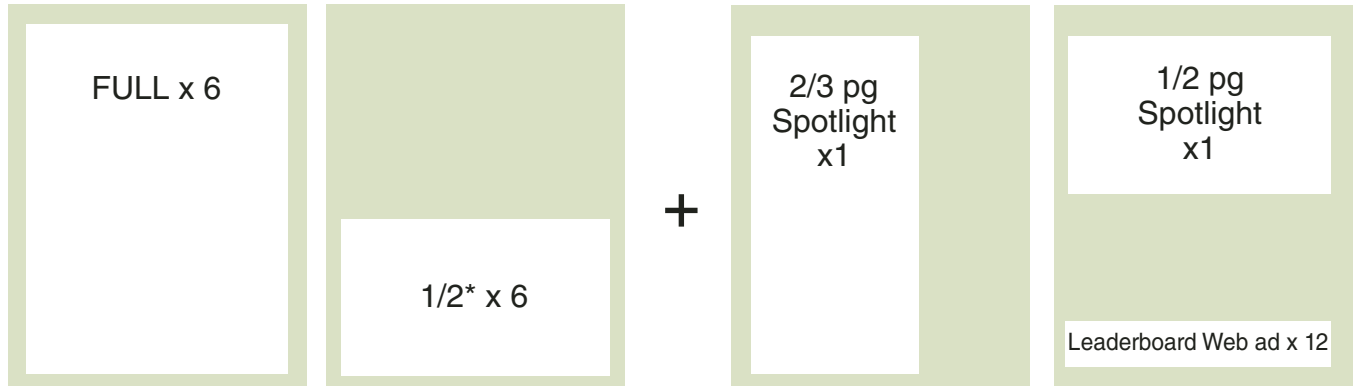 FULL x 6
1/2* x 6
+
2/3 pg
Spotlight
x1
1/2 pg
Spotlight
x1
Leaderboard Web ad x 12